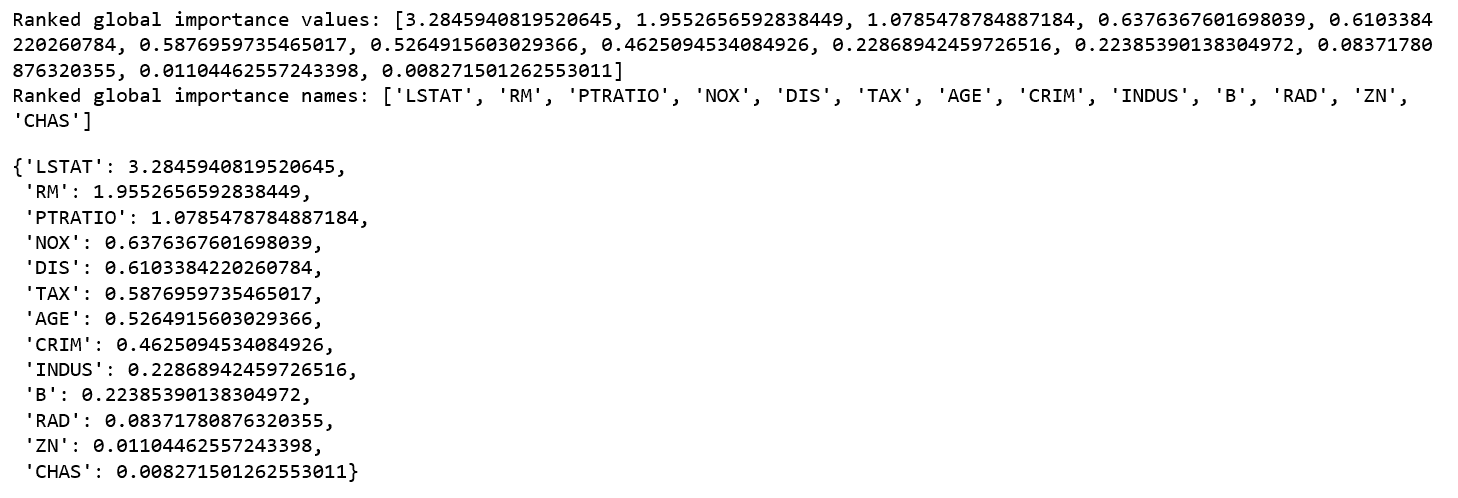 Ranked global importance values: [3.2845940819520645, 1.9552656592838449, 1.0785478784887184, 0.6376367601698039, 0.6103384
220260784, 0.5876959735465017, 0.5264915603029366, 0.4625094534084926, 0.22868942459726516, 0.22385390138304972, 0.08371780
876320355, 0.01104462557243398, 0.008271501262553011]
Ranked global importance names: ['LSTAT', 'RM', 'PTRATIO', 'NOX', 'DIS', 'TAX', 'AGE', 'CRIM', 'INDUS', 'B', 'RAD', 'ZN',
'CHAS']
{'LSTAT': 3.2845940819520645,
 'RM': 1.9552656592838449,
 'PTRATIO': 1.0785478784887184,
 'NOX': 0.6376367601698039,
 'DIS': 0.6103384220260784,
 'TAX': 0.5876959735465017,
 'AGE': 0.5264915603029366,
 'CRIM': 0.4625094534084926,
 'INDUS': 0.22868942459726516,
 'B': 0.22385390138304972,
 'RAD': 0.08371780876320355,
 'ZN': 0.01104462557243398,
 'CHAS': 0.008271501262553011}